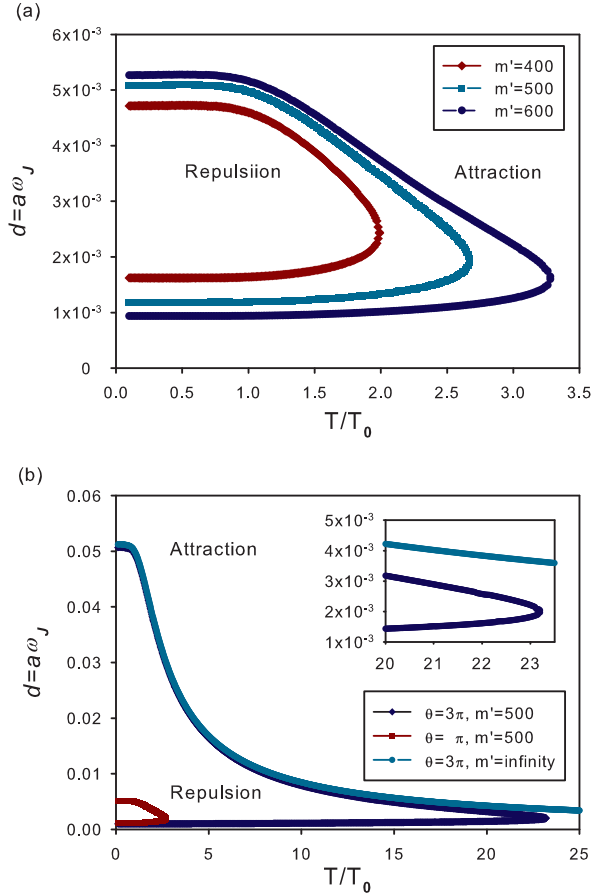 (a)
6x10⁻³
5x10⁻³
4x10⁻³
3x10⁻³
2x10⁻³
1x10⁻³
0
d=aω_J
m'=400
m'=500
m'=600
Repulsiion
Attraction
0.0 0.5 1.0 1.5 2.0 2.5 3.0 3.5
T/T₀
(b)
0.06
0.05
0.04
0.03
0.02
0.01
0.00
d=aω_J
Attraction
5x10⁻³
4x10⁻³
3x10⁻³
2x10⁻³
1x10⁻³
20 21 22 23
θ=3π, m'=500
θ= π, m'=500
θ=3π, m'=infinity
Repulsion
0 5 10 15 20 25
T/T₀